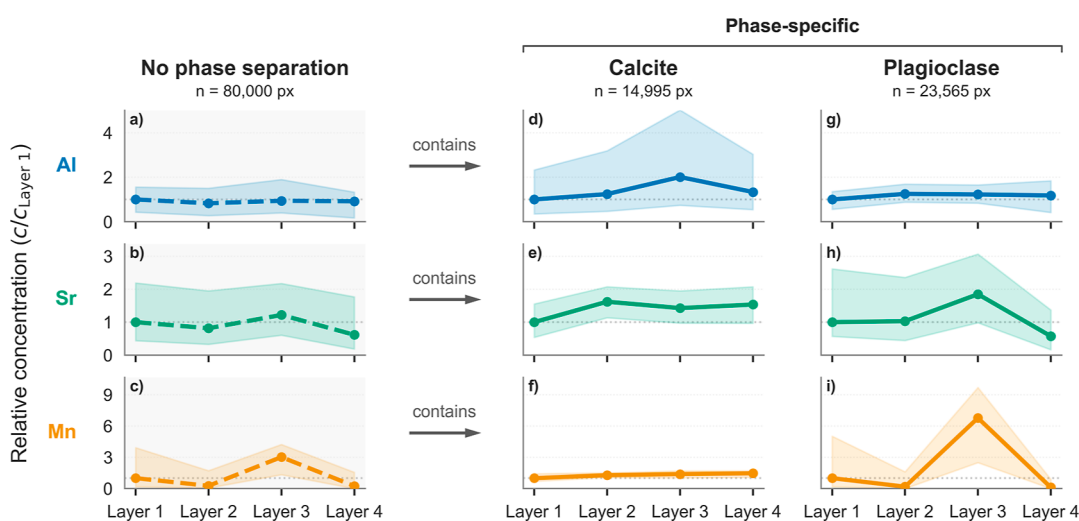 Phase-specific
No phase separation
n = 80,000 px
Calcite
n = 14,995 px
Plagioclase
n = 23,565 px
Relative concentration (c/cLayer 1)
Al
a)
4
2
0
contains
d)
g)
Sr
b)
3
2
1
0
contains
e)
h)
Mn
c)
9
6
3
0
contains
f)
i)
Layer 1 Layer 2 Layer 3 Layer 4
Layer 1 Layer 2 Layer 3 Layer 4
Layer 1 Layer 2 Layer 3 Layer 4